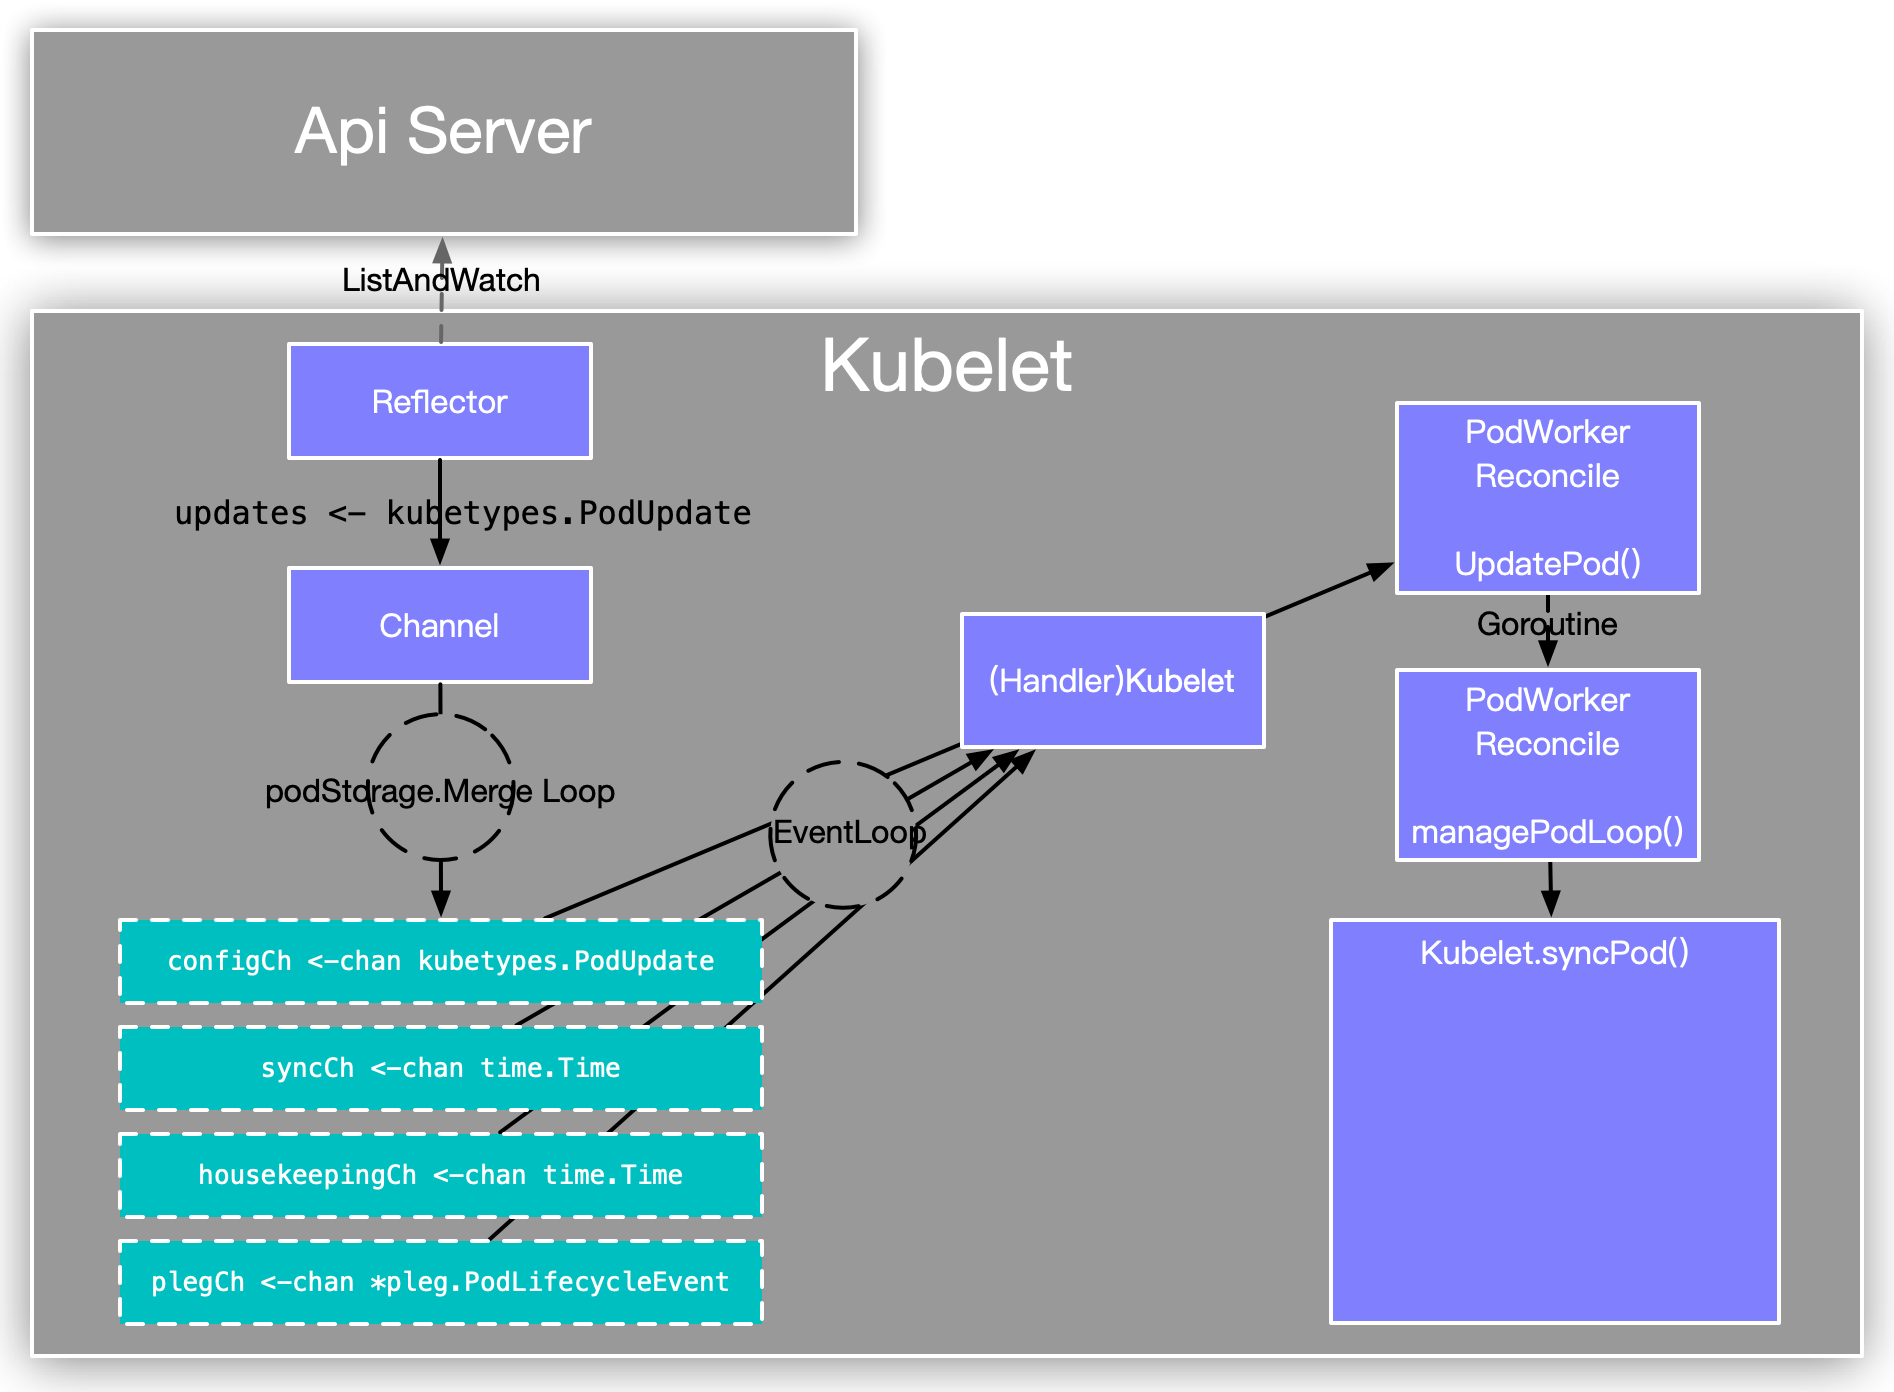 Api Server
ListAndWatch
Kubelet
Reflector
updates <- kubetypes.PodUpdate
Channel
podStorage.Merge Loop
EventLoop
configCh <-chan kubetypes.PodUpdate
syncCh <-chan time.Time
housekeepingCh <-chan time.Time
plegCh <-chan *pleg.PodLifecycleEvent
(Handler)Kubelet
PodWorker
Reconcile
UpdatePod()
Goroutine
PodWorker
Reconcile
managePodLoop()
Kubelet.syncPod()